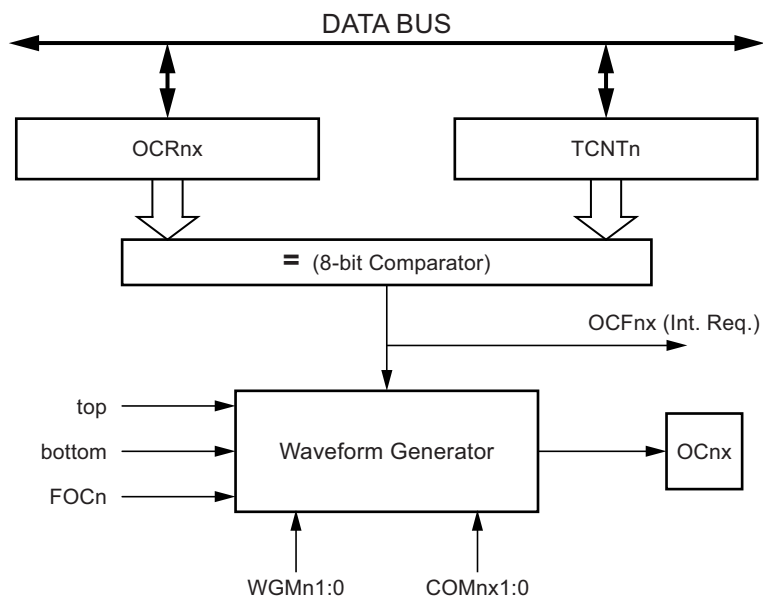 DATA BUS
OCRnx
TCNTn
= (8-bit Comparator)
OCFnx (Int. Req.)
top
bottom
FOCn
Waveform Generator
OCnx
WGMn1:0
COMnx1:0